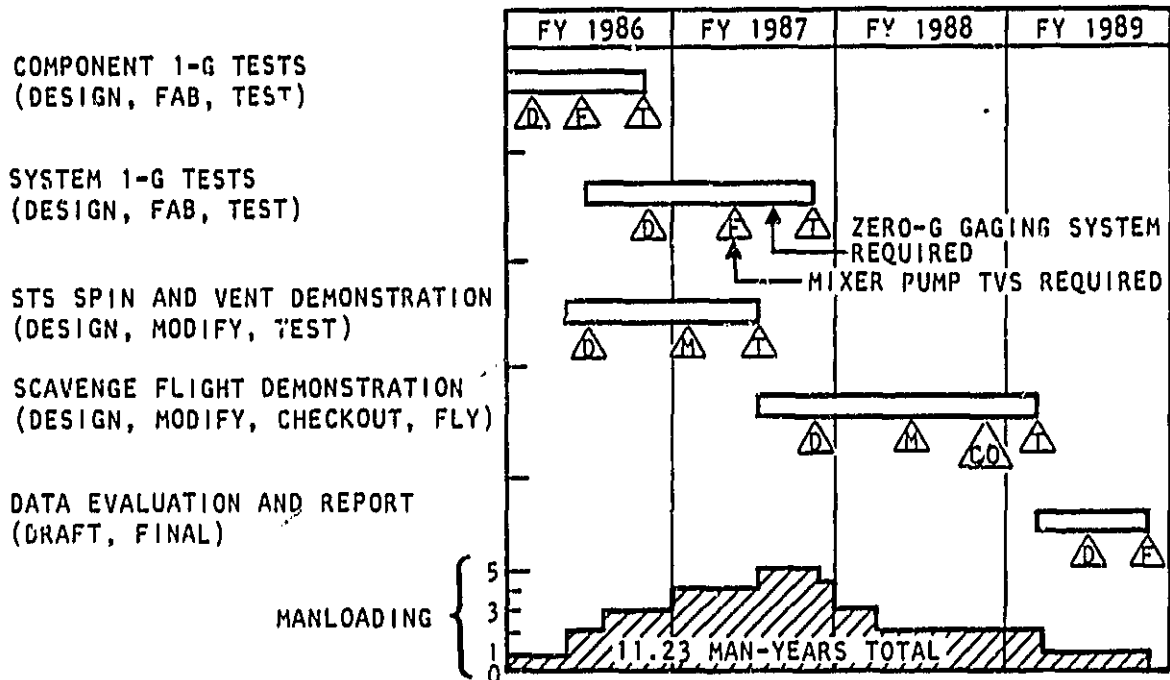 FY 1986 FY 1987 FY 1988 FY 1989
COMPONENT 1-G TESTS
(DESIGN, FAB, TEST)
D F T
SYSTEM 1-G TESTS
(DESIGN, FAB, TEST)
D F T
ZERO-G GAGING SYSTEM
REQUIRED
MIXER PUMP TVS REQUIRED
STS SPIN AND VENT DEMONSTRATION
(DESIGN, MODIFY, TEST)
D M T
SCAVENGE FLIGHT DEMONSTRATION
(DESIGN, MODIFY, CHECKOUT, FLY)
D M CO T
DATA EVALUATION AND REPORT
(DRAFT, FINAL)
D F
MANLOADING
5
3
1
0
11.23 MAN-YEARS TOTAL